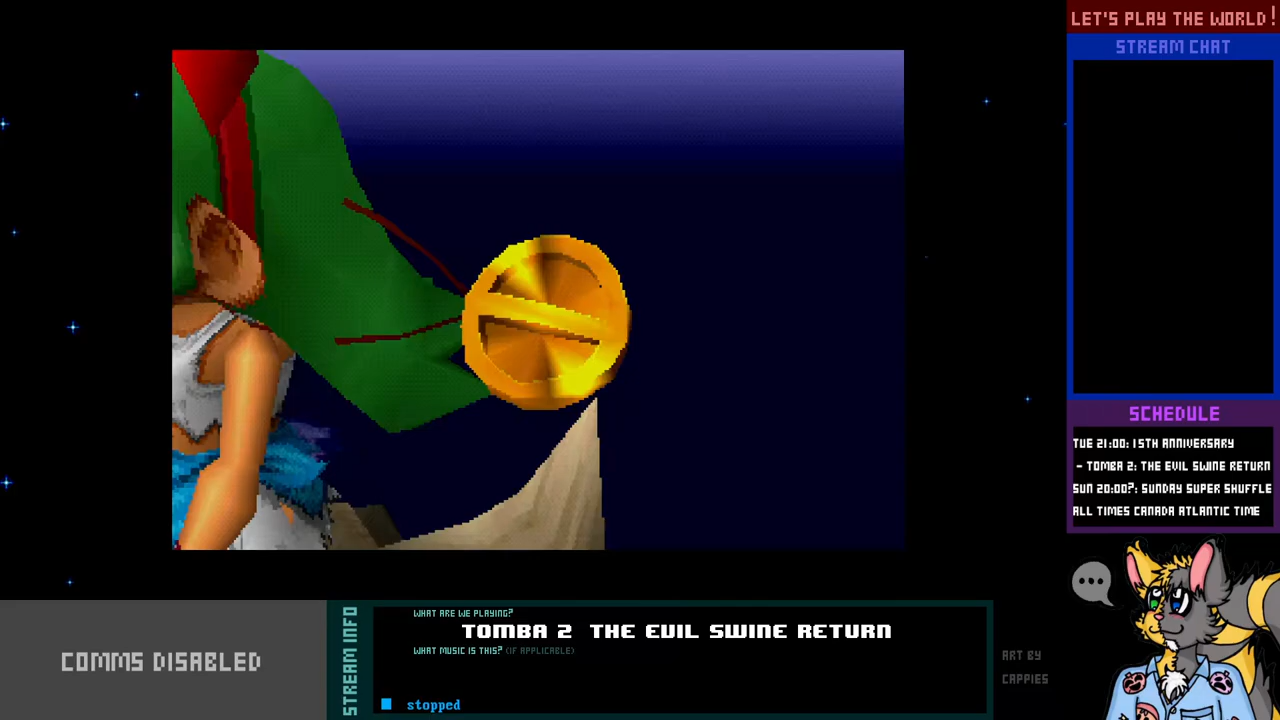 LET'S PLAY THE WORLD!
STREAM CHAT
SCHEDULE
TUE 21:00: 15TH ANNIVERSARY
- TOMBA 2: THE EVIL SWINE RETURN
SUN 20:00?: SUNDAY SUPER SHUFFLE
ALL TIMES CANADA ATLANTIC TIME
COMMS DISABLED
STREAM INFO
WHAT ARE WE PLAYING?
TOMBA 2 THE EVIL SWINE RETURN
WHAT MUSIC IS THIS? (IF APPLICABLE)
stopped
ART BY
CAPPIES